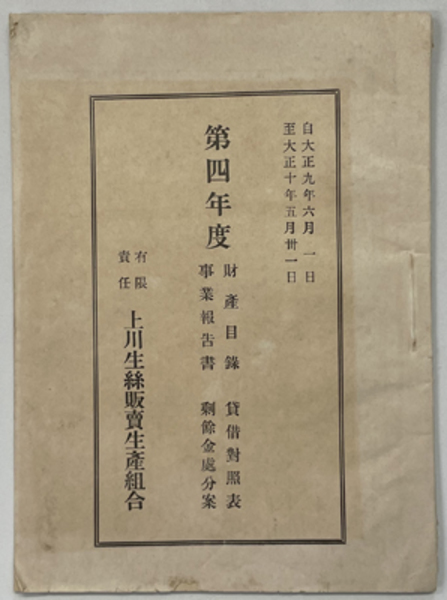 自大正九年六月一日
至大正十年五月卅一日
第四年度
財產目錄 貸借對照表
事業報告書 剩餘金處分案
有限
責任
上川生絲販賣生產組合